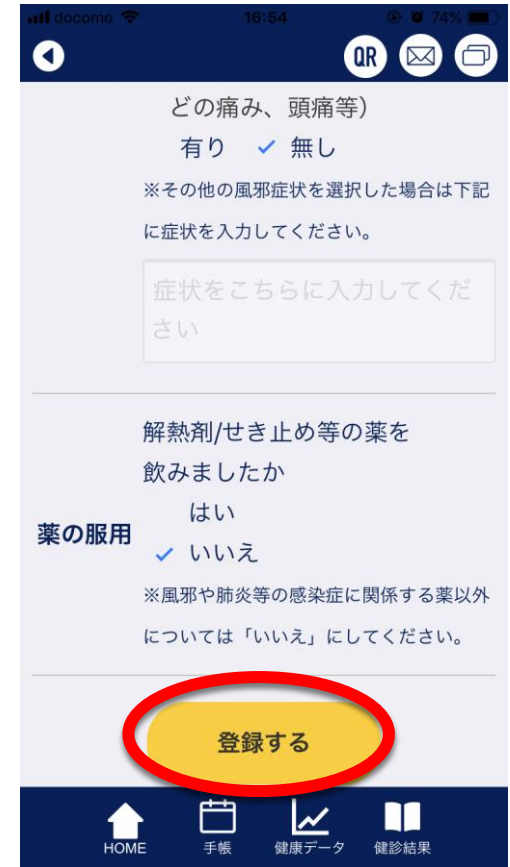 docomo 16:54 74%
QR
どの痛み、頭痛等)
有り ✓ 無し
※その他の風邪症状を選択した場合は下記
に症状を入力してください。
症状をこちらに入力してくだ
さい
解熱剤/せき止め等の薬を
飲みましたか
はい
薬の服用
✓ いいえ
※風邪や肺炎等の感染症に関係する薬以外
については「いいえ」にしてください。
登録する
HOME 手帳 健康データ 健診結果